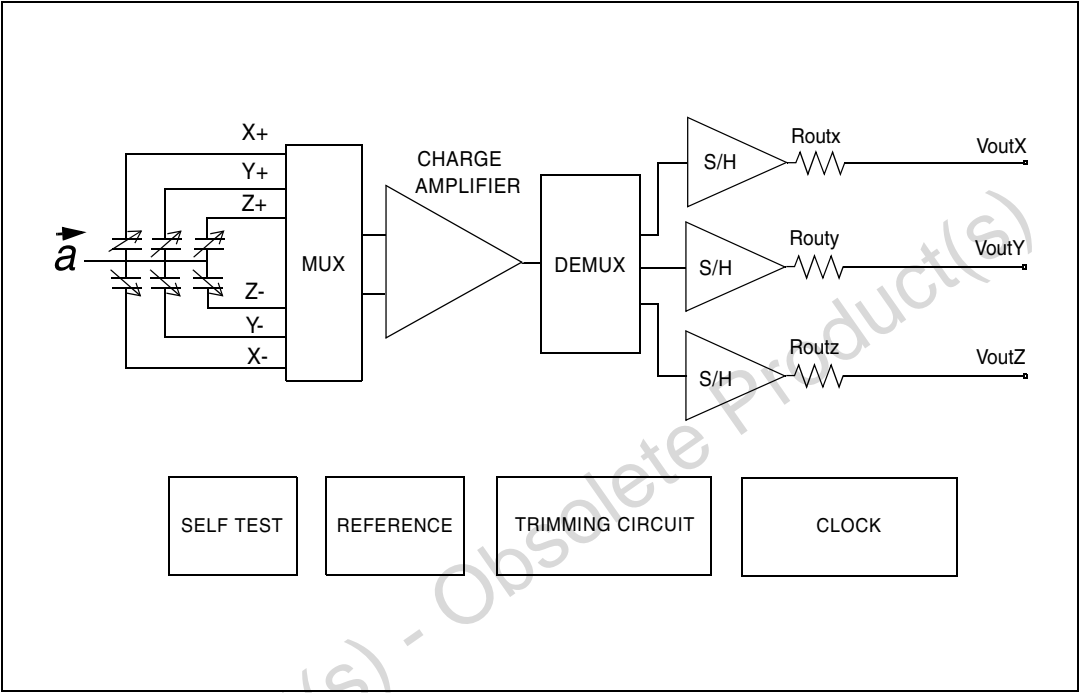 X+
Y+
Z+
a
Z-
Y-
X-
MUX
CHARGE
AMPLIFIER
DEMUX
S/H
Routx
VoutX
S/H
Routy
VoutY
S/H
Routz
VoutZ
SELF TEST
REFERENCE
TRIMMING CIRCUIT
CLOCK
(s) - Obsolete Product(s)